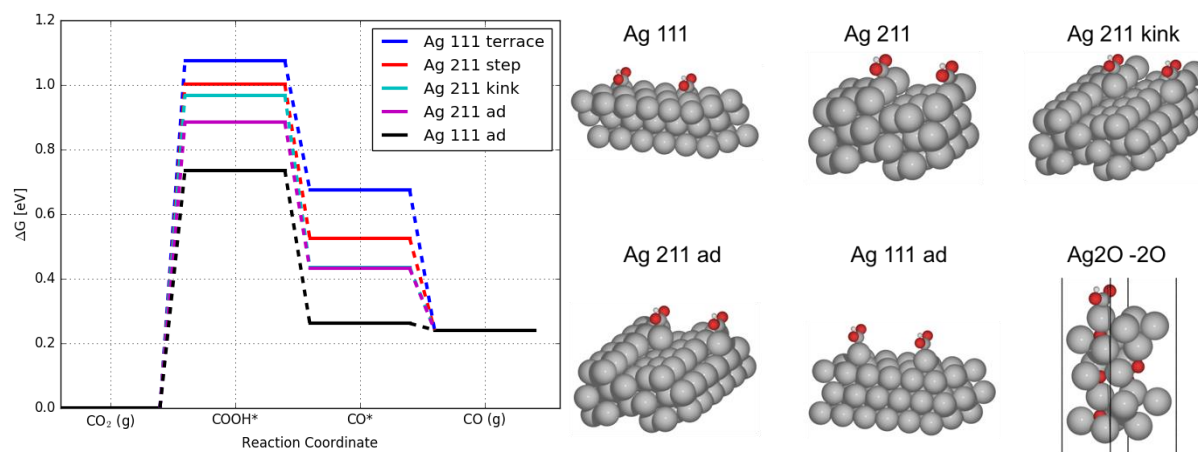 1.2
1.0
0.8
0.6
0.4
0.2
0.0
ΔG [eV]
Ag 111 terrace
Ag 211 step
Ag 211 kink
Ag 211 ad
Ag 111 ad
CO₂ (g)
COOH*
CO*
CO (g)
Reaction Coordinate
Ag 111
Ag 211
Ag 211 kink
Ag 211 ad
Ag 111 ad
Ag2O -2O